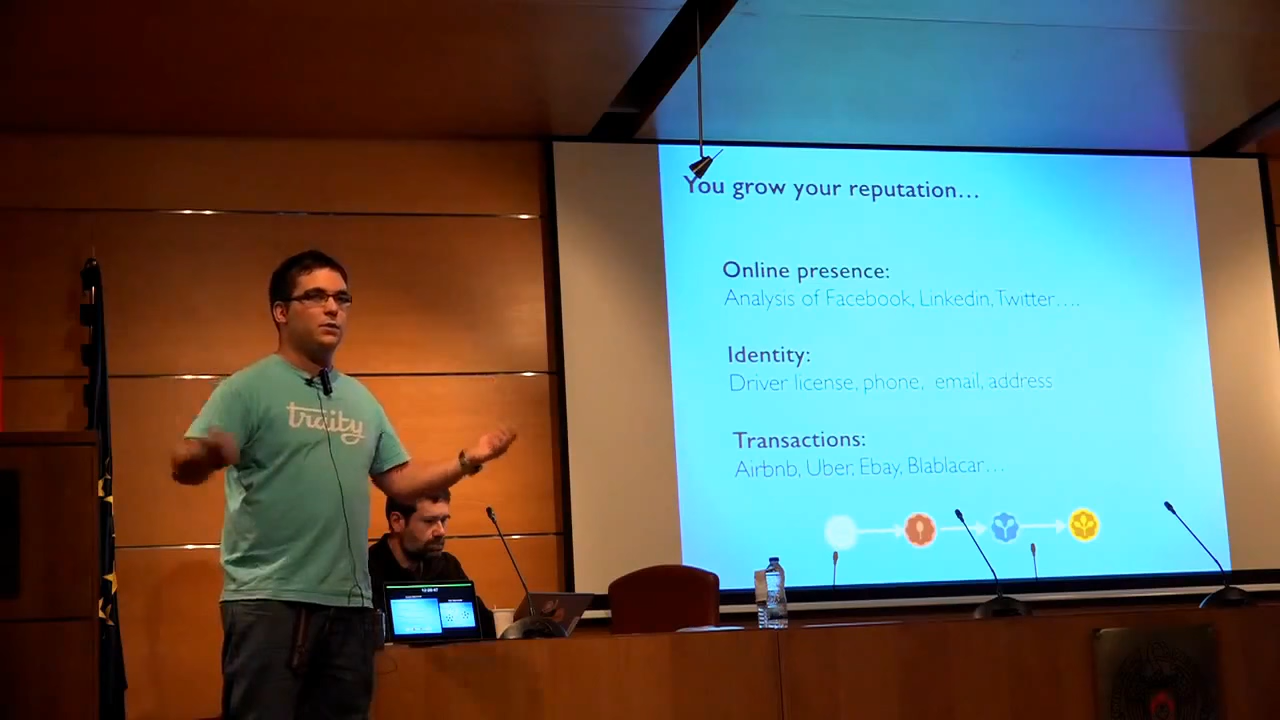 You grow your reputation...
Online presence:
Analysis of Facebook, Linkedin, Twitter....
Identity:
Driver license, phone, email, address
Transactions:
Airbnb, Uber, Ebay, Blablacar...
traity